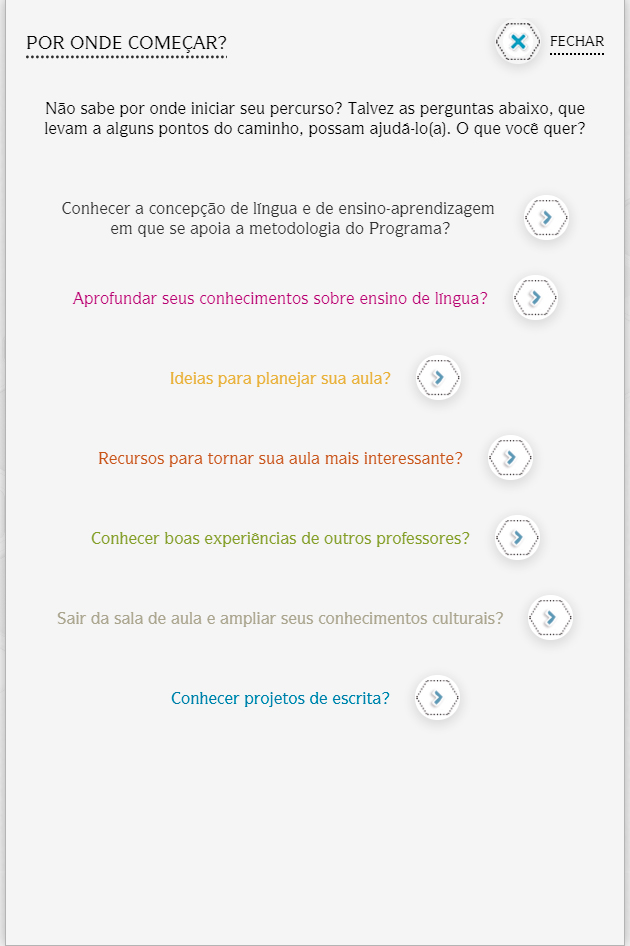 POR ONDE COMEÇAR?
FECHAR
Não sabe por onde iniciar seu percurso? Talvez as perguntas abaixo, que
levam a alguns pontos do caminho, possam ajudá-lo(a). O que você quer?
Conhecer a concepção de língua e de ensino-aprendizagem
em que se apoia a metodologia do Programa?
Aprofundar seus conhecimentos sobre ensino de língua?
Ideias para planejar sua aula?
Recursos para tornar sua aula mais interessante?
Conhecer boas experiências de outros professores?
Sair da sala de aula e ampliar seus conhecimentos culturais?
Conhecer projetos de escrita?